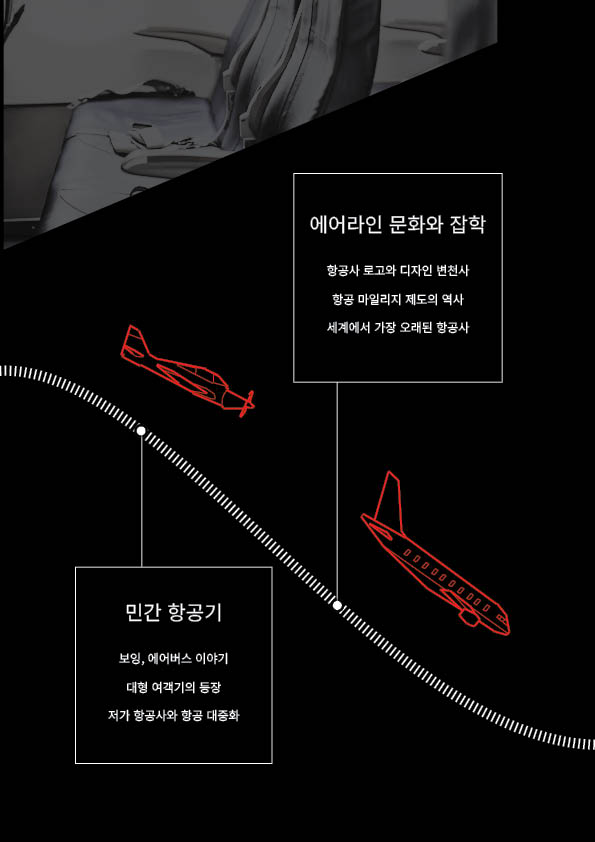 에어라인 문화와 잡학
항공사 로고와 디자인 변천사
항공 마일리지 제도의 역사
세계에서 가장 오래된 항공사
민간 항공기
보잉, 에어버스 이야기
대형 여객기의 등장
저가 항공사와 항공 대중화